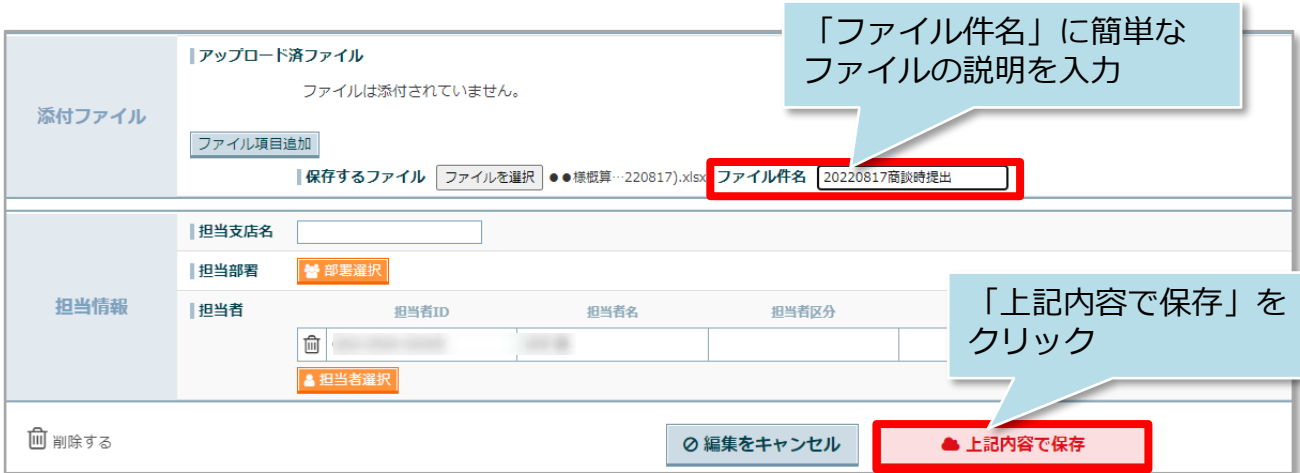 「ファイル件名」に簡単な
ファイルの説明を入力
添付ファイル
アップロード済ファイル
ファイルは添付されていません。
ファイル項目追加
保存するファイル ファイルを選択 ●●様概算…220817).xlsx ファイル件名 20220817商談時提出
担当情報
担当支店名
担当部署 部署選択
担当者 担当者ID 担当者名 担当者区分
担当者選択
「上記内容で保存」を
クリック
削除する 編集をキャンセル 上記内容で保存